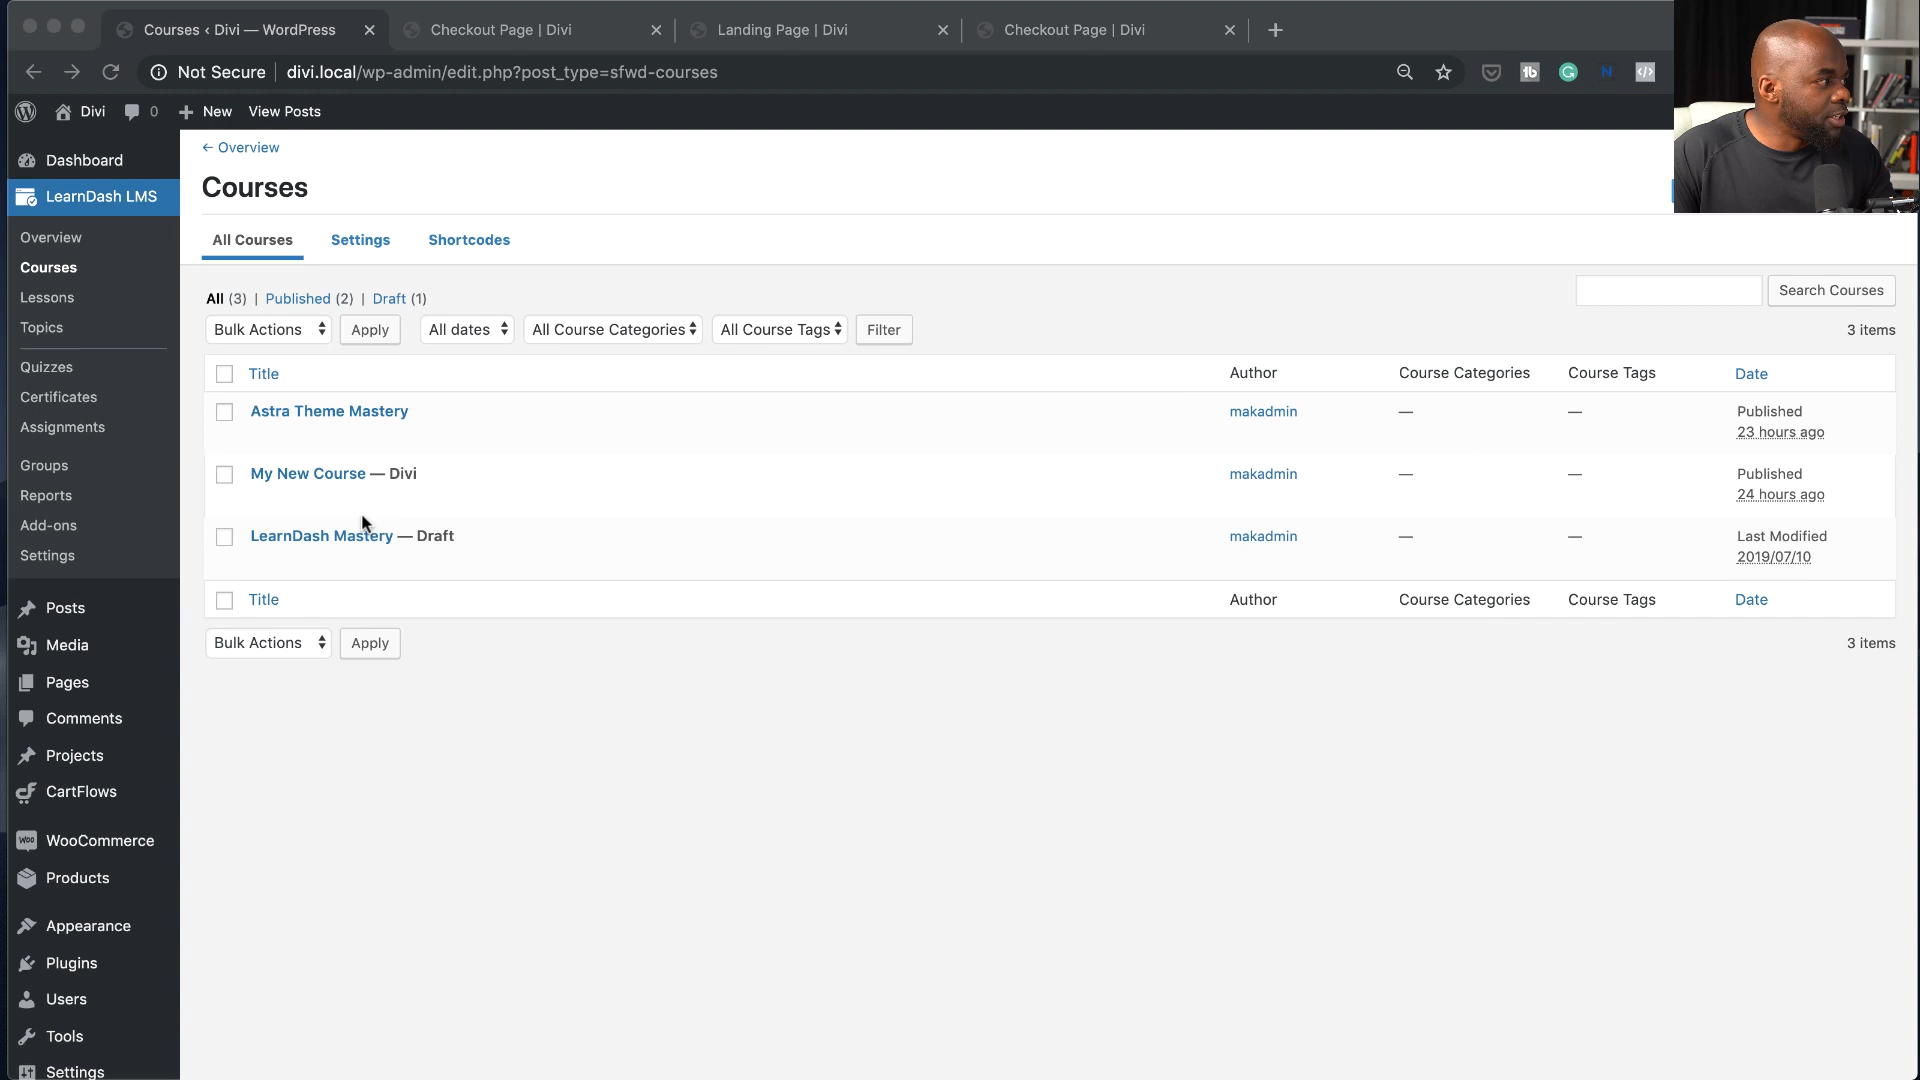 Courses ‹ Divi — WordPress
Checkout Page | Divi
Landing Page | Divi
Checkout Page | Divi
Not Secure
divi.local/wp-admin/edit.php?post_type=sfwd-courses
Divi
0
New
View Posts
Dashboard
LearnDash LMS
Overview
Courses
Lessons
Topics
Quizzes
Certificates
Assignments
Groups
Reports
Add-ons
Settings
Posts
Media
Pages
Comments
Projects
CartFlows
WooCommerce
Products
Appearance
Plugins
Users
Tools
Settings
← Overview
Courses
All Courses
Settings
Shortcodes
All (3) | Published (2) | Draft (1)
Search Courses
Bulk Actions
Apply
All dates
All Course Categories
All Course Tags
Filter
3 items
Title
Author
Course Categories
Course Tags
Date
Astra Theme Mastery
makadmin
—
—
Published
23 hours ago
My New Course — Divi
makadmin
—
—
Published
24 hours ago
LearnDash Mastery — Draft
makadmin
—
—
Last Modified
2019/07/10
Title
Author
Course Categories
Course Tags
Date
Bulk Actions
Apply
3 items